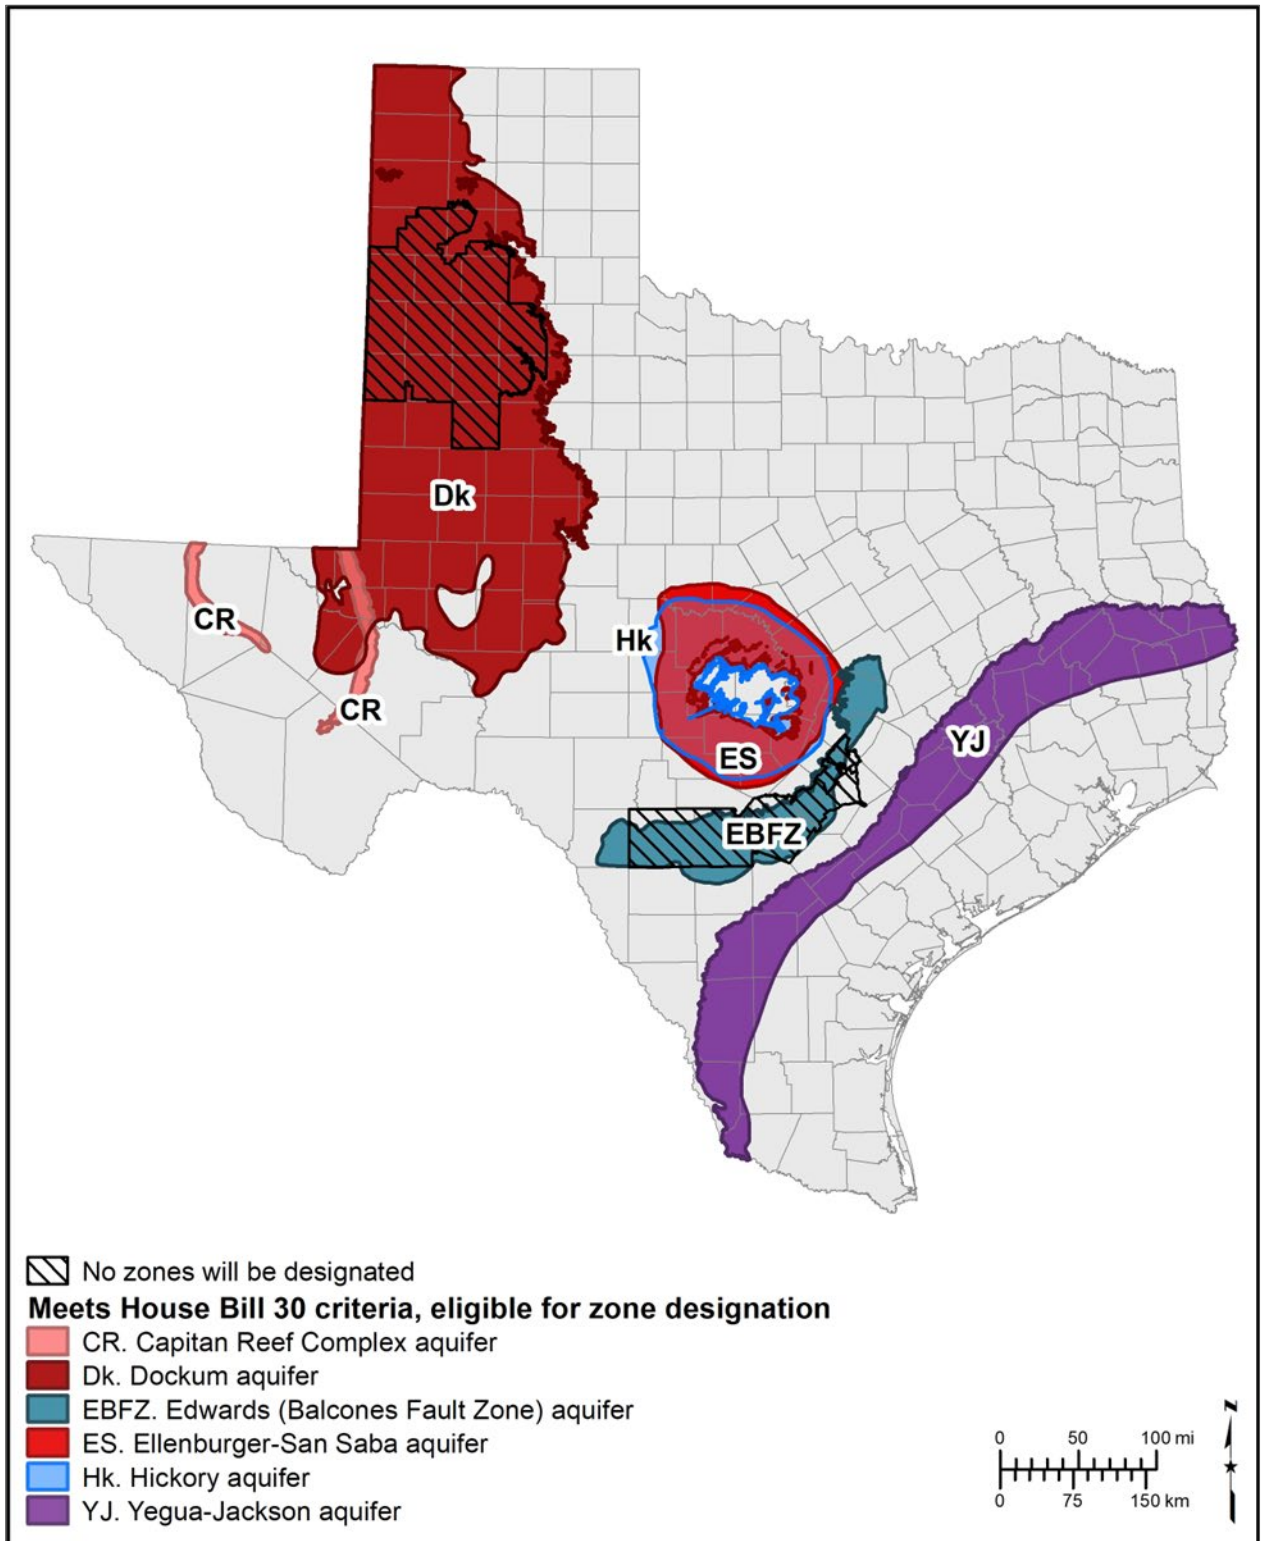 Dk
CR
Hk
CR
ES
YJ
EBFZ
No zones will be designated
Meets House Bill 30 criteria, eligible for zone designation
CR. Capitan Reef Complex aquifer
Dk. Dockum aquifer
EBFZ. Edwards (Balcones Fault Zone) aquifer
ES. Ellenburger-San Saba aquifer
Hk. Hickory aquifer
YJ. Yegua-Jackson aquifer
0 50 100 mi
0 75 150 km
N